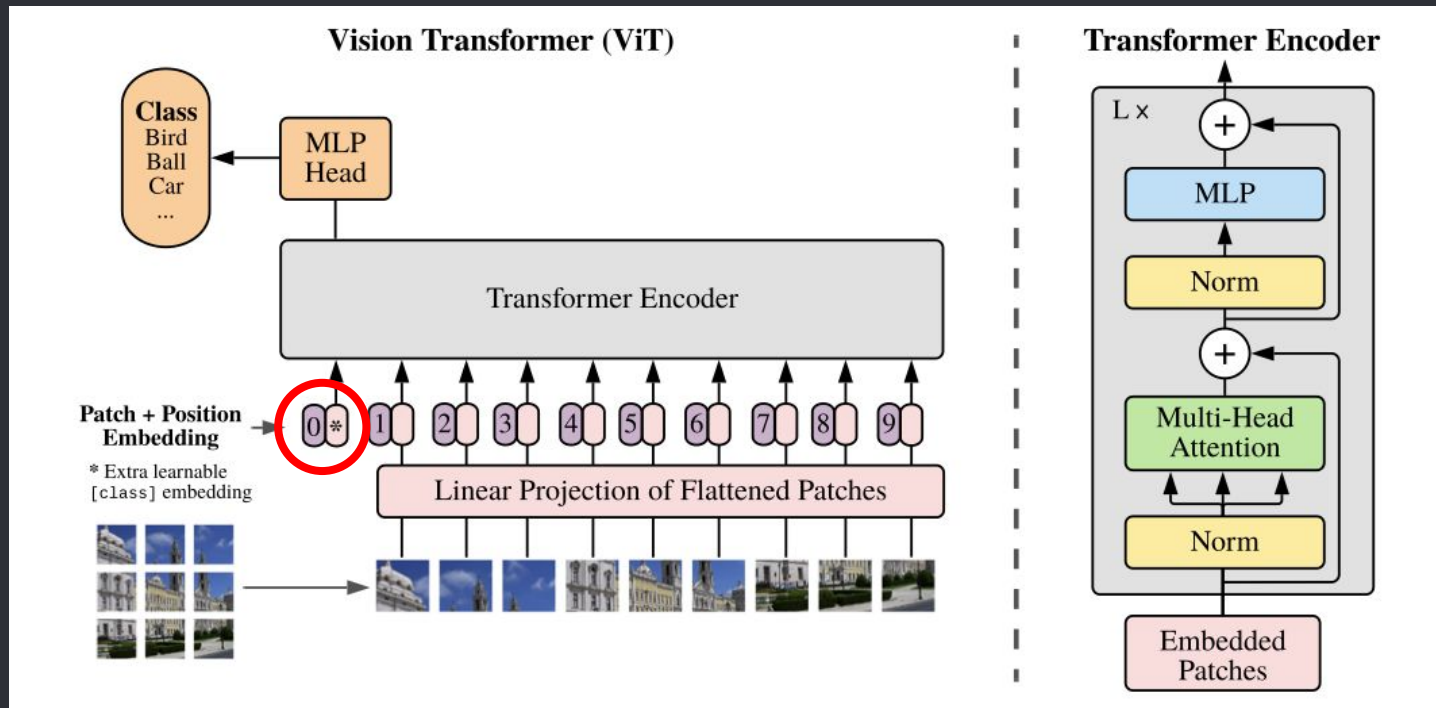 Vision Transformer (ViT)
Class
Bird
Ball
Car
...
MLP
Head
Transformer Encoder
Patch + Position
Embedding
0 *
1
2
3
4
5
6
7
8
9
* Extra learnable
[class] embedding
Linear Projection of Flattened Patches
Transformer Encoder
L ×
+
MLP
Norm
+
Multi-Head
Attention
Norm
Embedded
Patches